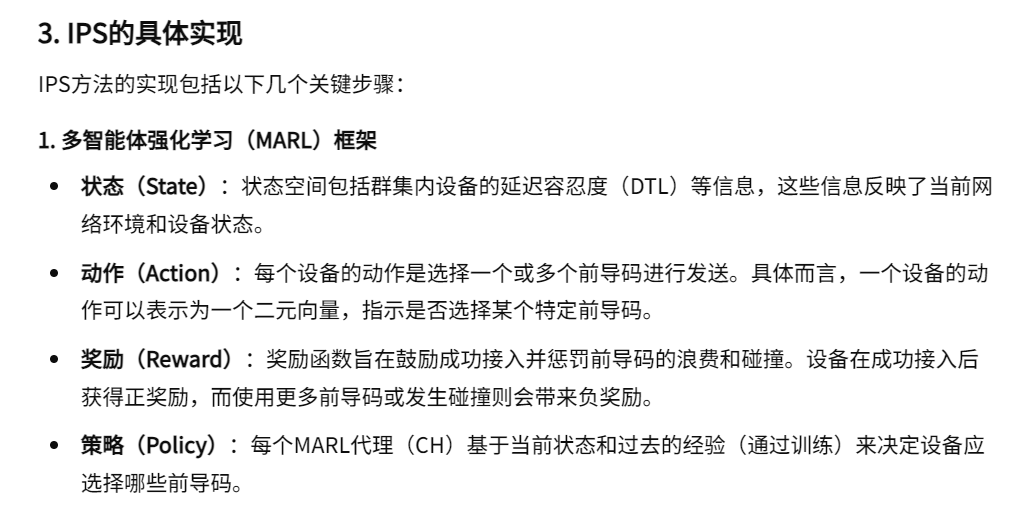 3. IPS的具体实现
IPS方法的实现包括以下几个关键步骤：
1. 多智能体强化学习（MARL）框架
• 状态（State）：状态空间包括群集内设备的延迟容忍度（DTL）等信息，这些信息反映了当前网
络环境和设备状态。
• 动作（Action）：每个设备的动作是选择一个或多个前导码进行发送。具体而言，一个设备的动
作可以表示为一个二元向量，指示是否选择某个特定前导码。
• 奖励（Reward）：奖励函数旨在鼓励成功接入并惩罚前导码的浪费和碰撞。设备在成功接入后
获得正奖励，而使用更多前导码或发生碰撞则会带来负奖励。
• 策略（Policy）：每个MARL代理（CH）基于当前状态和过去的经验（通过训练）来决定设备应
选择哪些前导码。